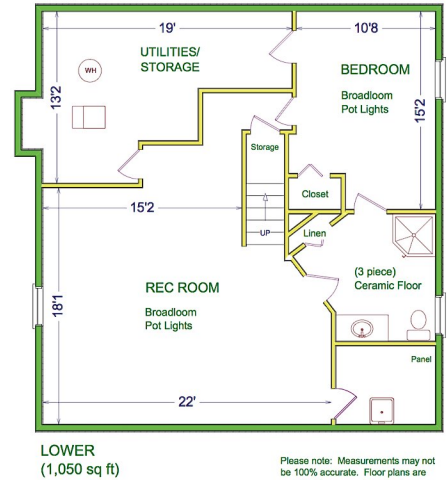 19'
10'8
UTILITIES/
STORAGE
WH
BEDROOM
13'2
Broadloom
Pot Lights
15'2
Storage
Closet
15'2
UP
Linen
(3 piece)
Ceramic Floor
REC ROOM
Broadloom
Pot Lights
18'1
Panel
22'
LOWER
(1,050 sq ft)
Please note: Measurements may not
be 100% accurate. Floor plans are